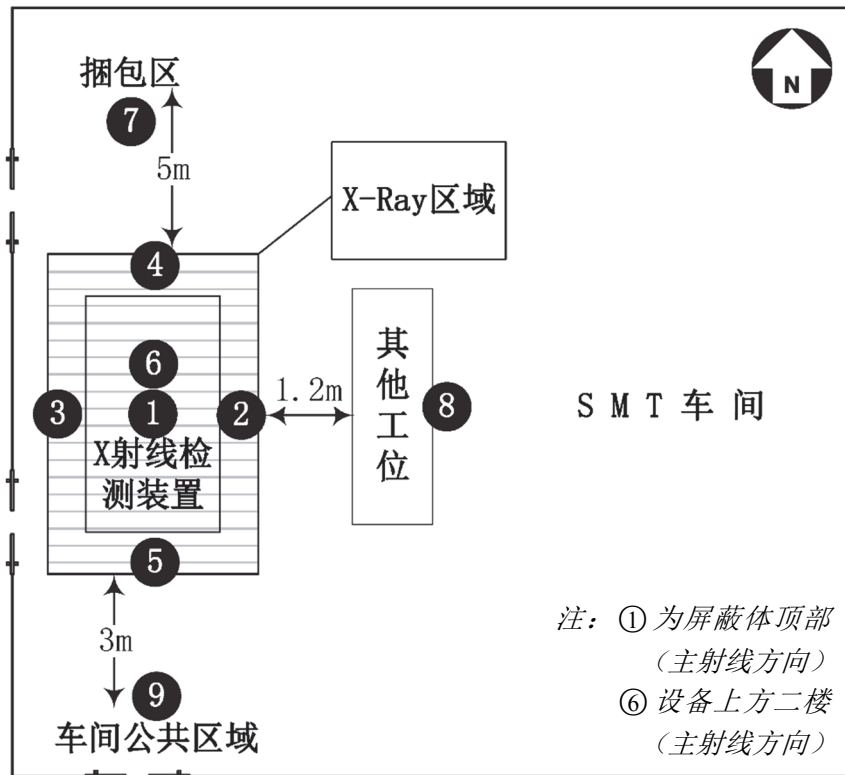 捆包区
N
7
5m
X-Ray区域
4
其他工位
6
1.2m
3
1
2
8
SMT车间
X射线检
测装置
5
注：① 为屏蔽体顶部
（主射线方向）
3m
⑥ 设备上方二楼
9
（主射线方向）
车间公共区域